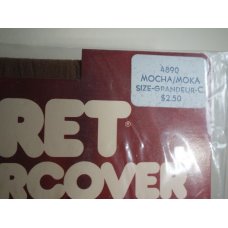 4890
MOCHA/MOKA
SIZE-GRANDEUR-C
$2.50
RET®
RCOVER